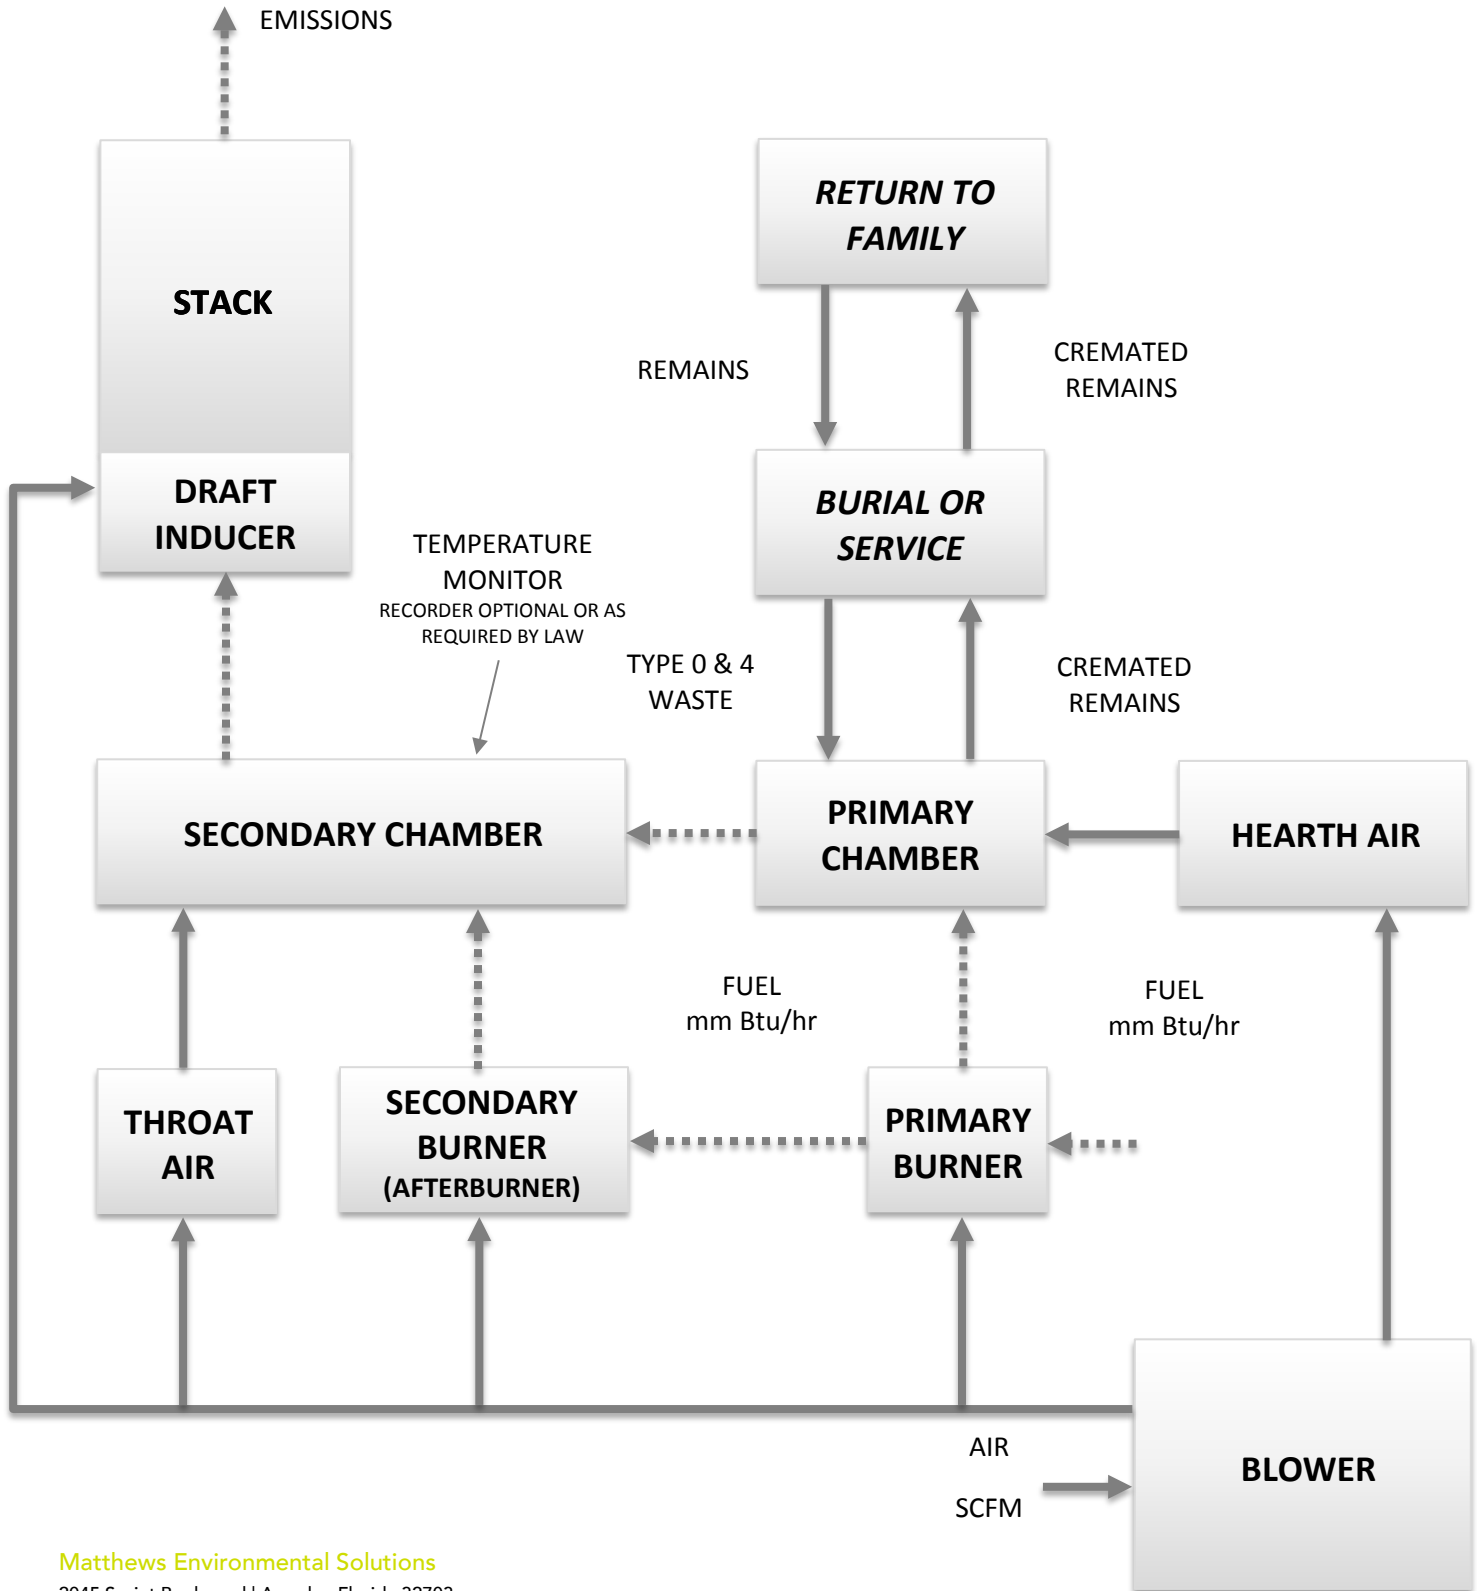 EMISSIONS
STACK
RETURN TO
FAMILY
REMAINS
CREMATED
REMAINS
DRAFT
INDUCER
BURIAL OR
SERVICE
TEMPERATURE
MONITOR
RECORDER OPTIONAL OR AS
REQUIRED BY LAW
TYPE 0 & 4
WASTE
CREMATED
REMAINS
SECONDARY CHAMBER
PRIMARY
CHAMBER
HEARTH AIR
FUEL
mm Btu/hr
FUEL
mm Btu/hr
THROAT
AIR
SECONDARY
BURNER
(AFTERBURNER)
PRIMARY
BURNER
AIR
SCFM
BLOWER
Matthews Environmental Solutions